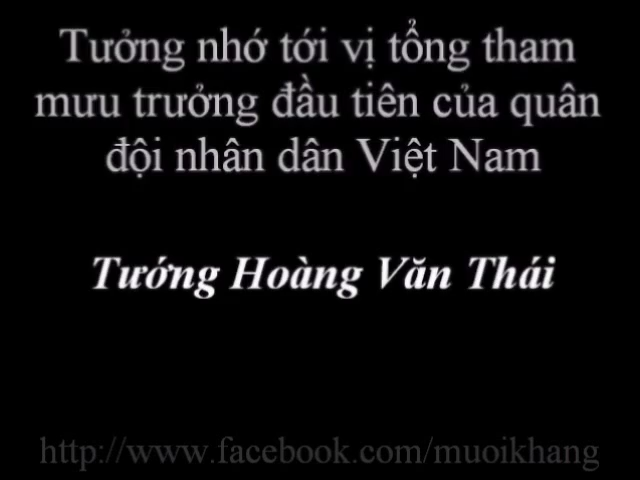 Tưởng nhớ tới vị tổng tham
mưu trưởng đầu tiên của quân
đội nhân dân Việt Nam
Tướng Hoàng Văn Thái
http://www.facebook.com/muoikhang